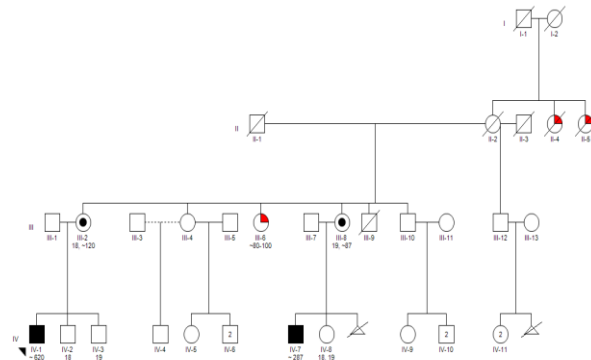 I
I-1 I-2
II
II-1 II-2 II-3 II-4 II-5
III
III-1 III-2 III-3 III-4 III-5 III-6 III-7 III-8 III-9 III-10 III-11 III-12 III-13
18, ~120 ~80-100 19, ~87
2 2 2 2
IV
IV-1 IV-2 IV-3 IV-4 IV-5 IV-6 IV-7 IV-8 IV-9 IV-10 IV-11
~620 18 19 ~287 18, 19